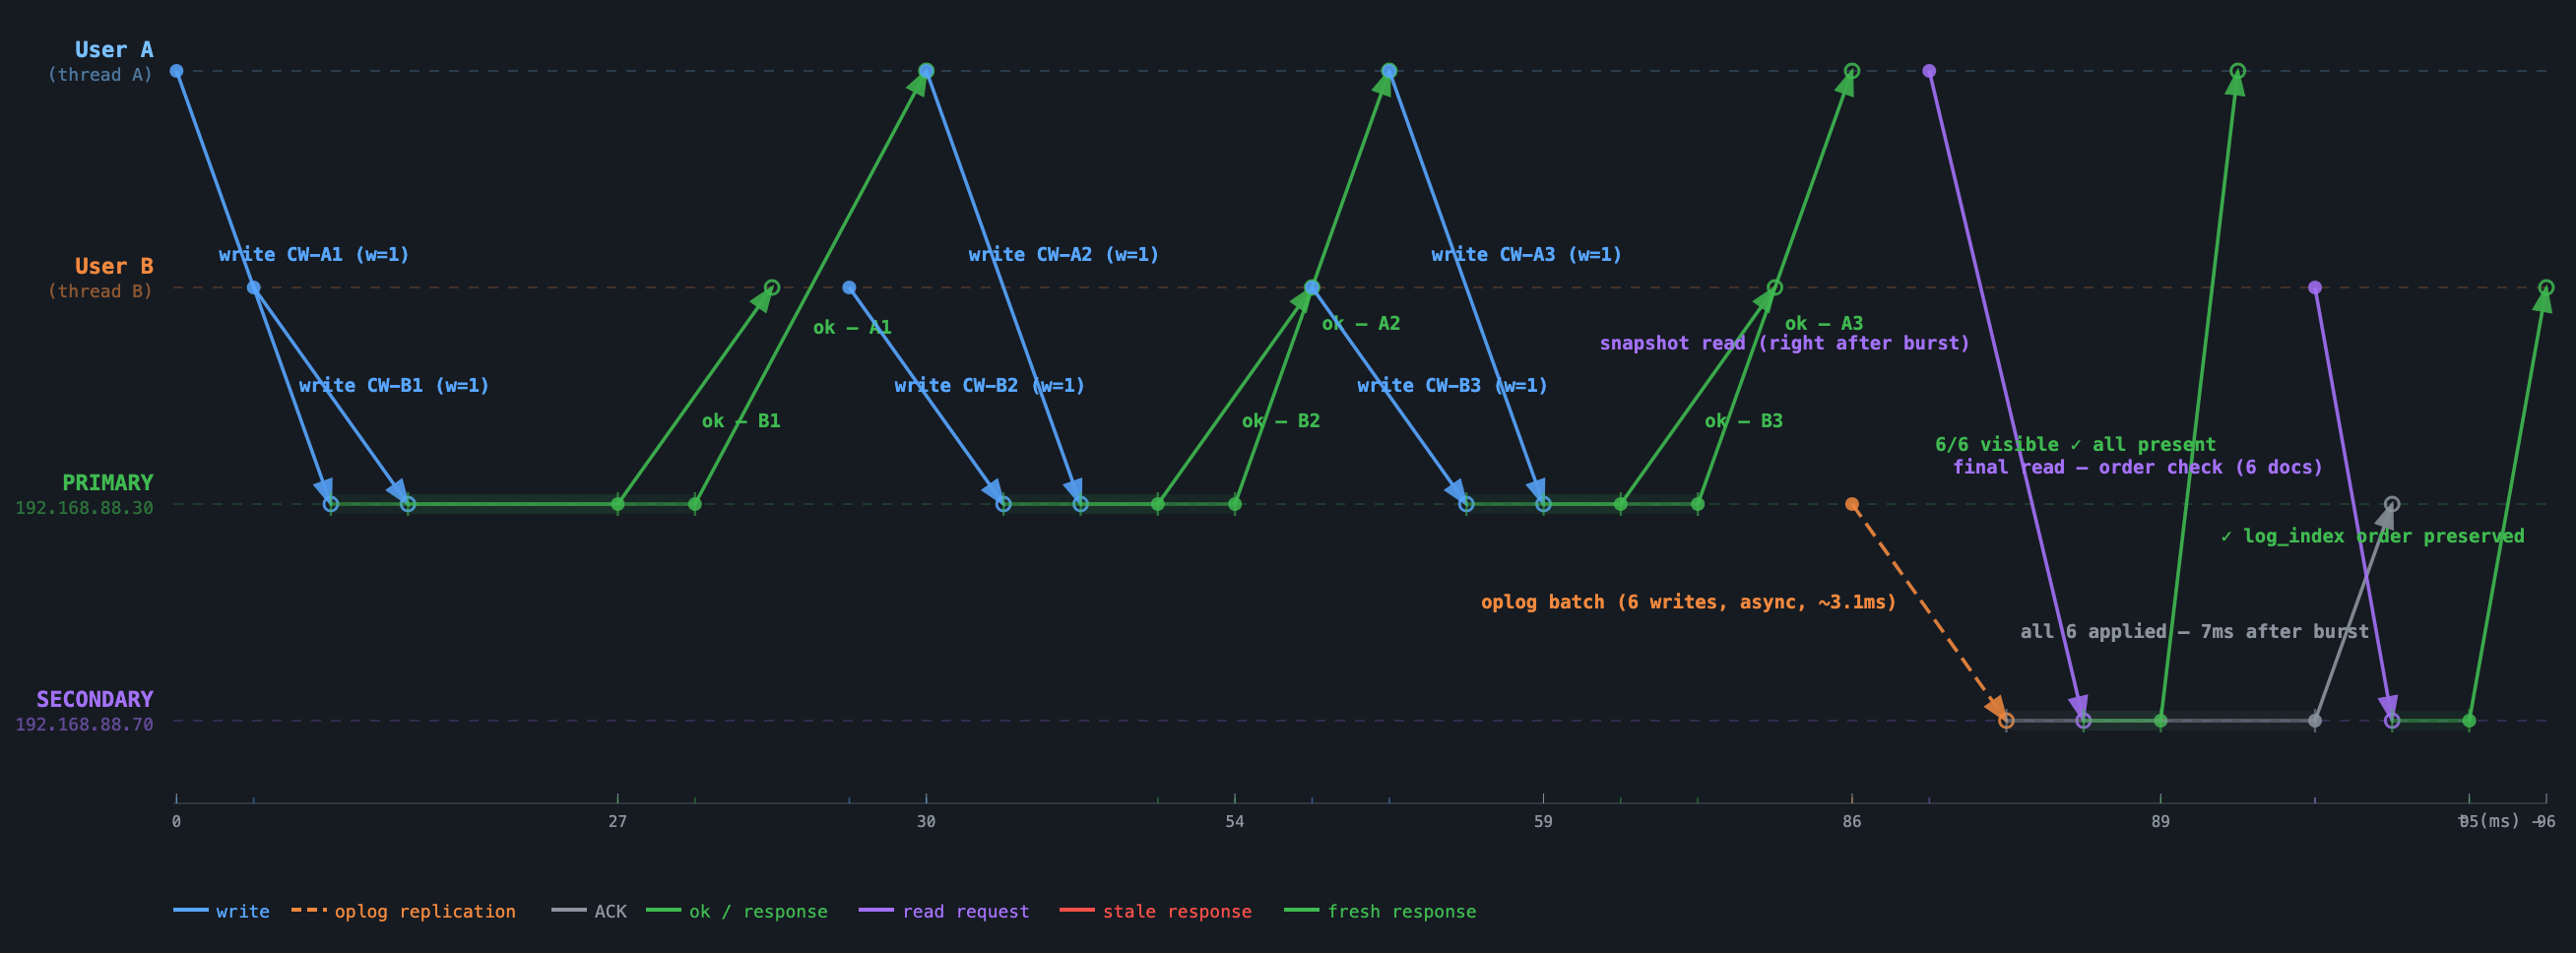 User A
(thread A)
write CW–A1 (w=1)
write CW–A2 (w=1)
write CW–A3 (w=1)
User B
(thread B)
ok – A1
ok – A2
ok – A3
snapshot read (right after burst)
write CW–B1 (w=1)
write CW–B2 (w=1)
write CW–B3 (w=1)
ok – B1
ok – B2
ok – B3
6/6 visible ✓ all present
final read – order check (6 docs)
PRIMARY
192.168.88.30
✓ log_index order preserved
oplog batch (6 writes, async, ~3.1ms)
all 6 applied – 7ms after burst
SECONDARY
192.168.88.70
0 27 30 54 59 86 89 95 (ms) 96
write oplog replication ACK ok / response read request stale response fresh response